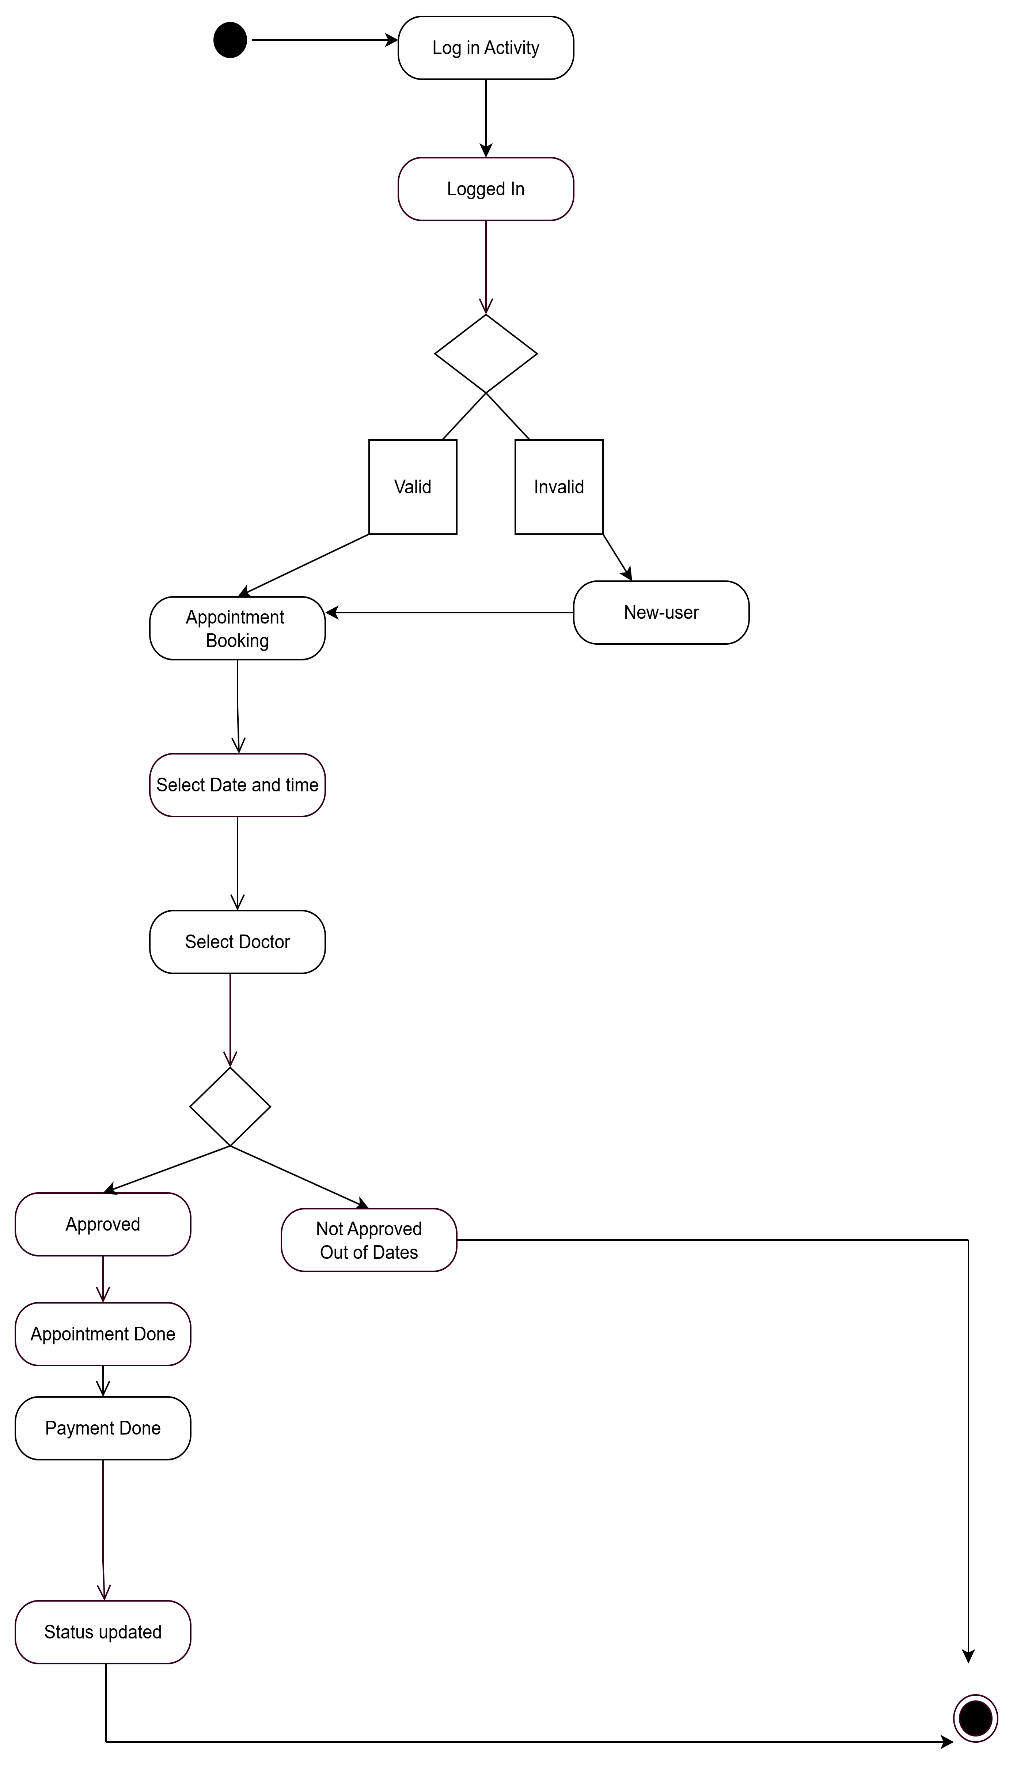 Log in Activity
Logged In
Valid
Invalid
Appointment
Booking
New-user
Select Date and time
Select Doctor
Approved
Not Approved
Out of Dates
Appointment Done
Payment Done
Status updated